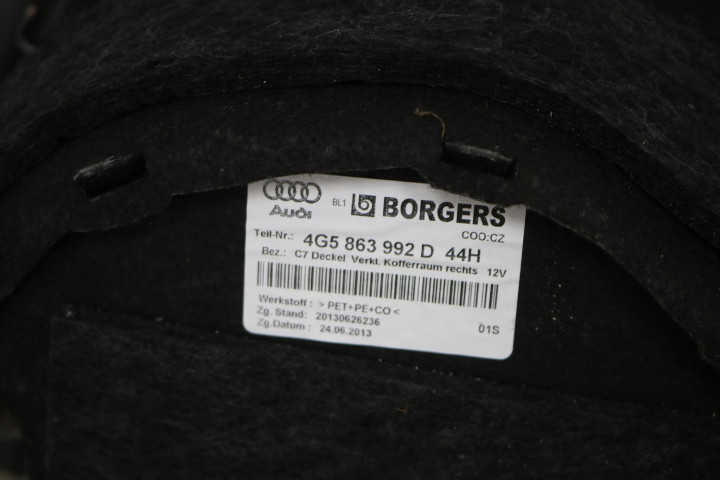 Audi BL1 BORGERS
COO:CZ
Teil-Nr.: 4G5 863 992 D 44H
Bez.: C7 Deckel Verkl. Kofferraum rechts 12V
Werkstoff : > PET+PE+CO <
Zg. Stand: 20130626236 01S
Zg.Datum : 24.06.2013